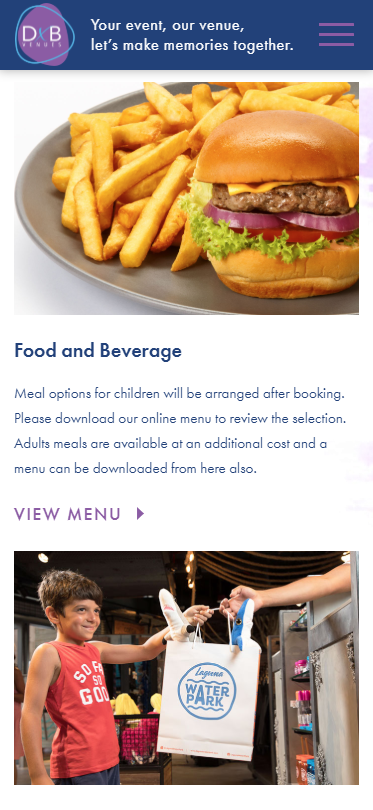 D&B
VENUES
Your event, our venue,
let's make memories together.
Food and Beverage
Meal options for children will be arranged after booking.
Please download our online menu to review the selection.
Adults meals are available at an additional cost and a
menu can be downloaded from here also.
VIEW MENU
SO F
SO
GOO
Laguna
WATER
PARK